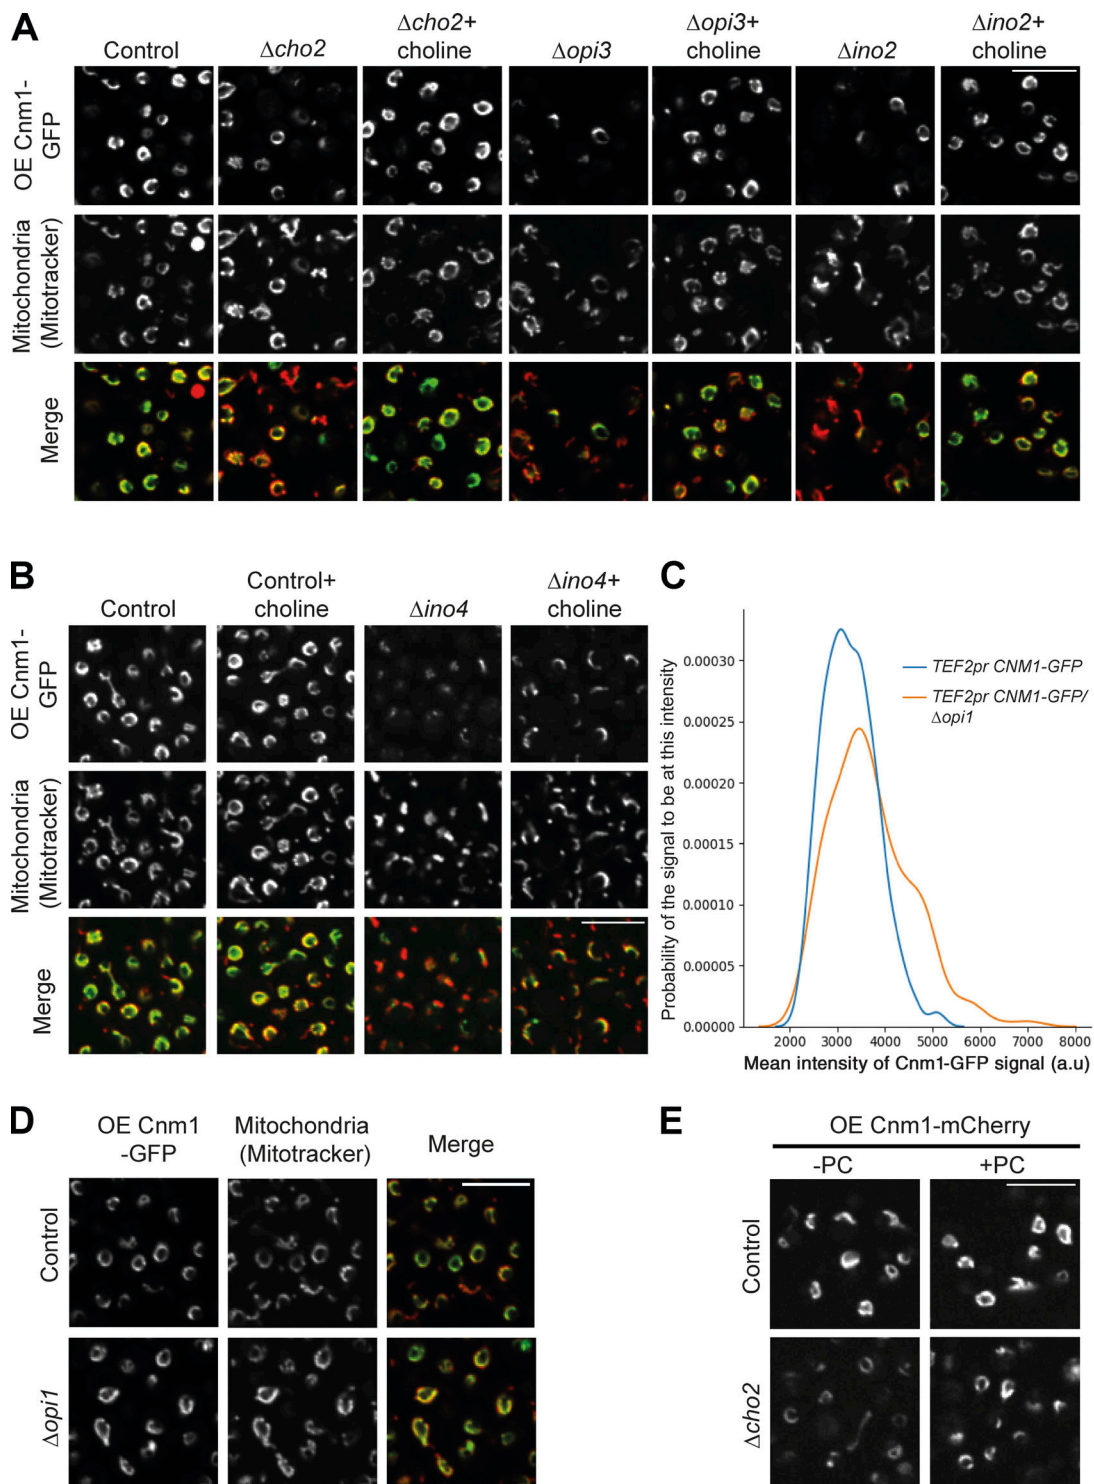 A
Control
Δcho2
Δcho2+
choline
Δopi3
Δopi3+
choline
Δino2
Δino2+
choline
OE Cnm1-
GFP
Mitochondria
(Mitotracker)
Merge
B
Control
Control+
choline
Δino4
Δino4+
choline
OE Cnm1-
GFP
Mitochondria
(Mitotracker)
Merge
C
Probability of the signal to be at this intensity
0.00030
0.00025
0.00020
0.00015
0.00010
0.00005
0.00000
TEF2pr CNM1-GFP
TEF2pr CNM1-GFP/
Δopi1
2000 3000 4000 5000 6000 7000 8000
Mean intensity of Cnm1-GFP signal (a.u)
D
OE Cnm1
-GFP
Mitochondria
(Mitotracker)
Merge
Control
Δopi1
E
OE Cnm1-mCherry
-PC +PC
Control
Δcho2